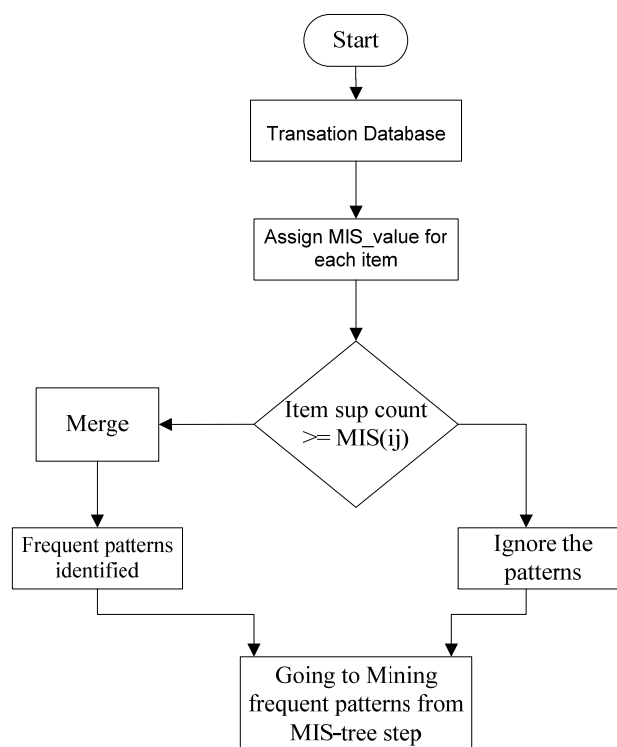 Start
Transation Database
Assign MIS_value for
each item
Item sup count
>= MIS(ij)
Merge
Frequent patterns
identified
Ignore the
patterns
Going to Mining
frequent patterns from
MIS-tree step